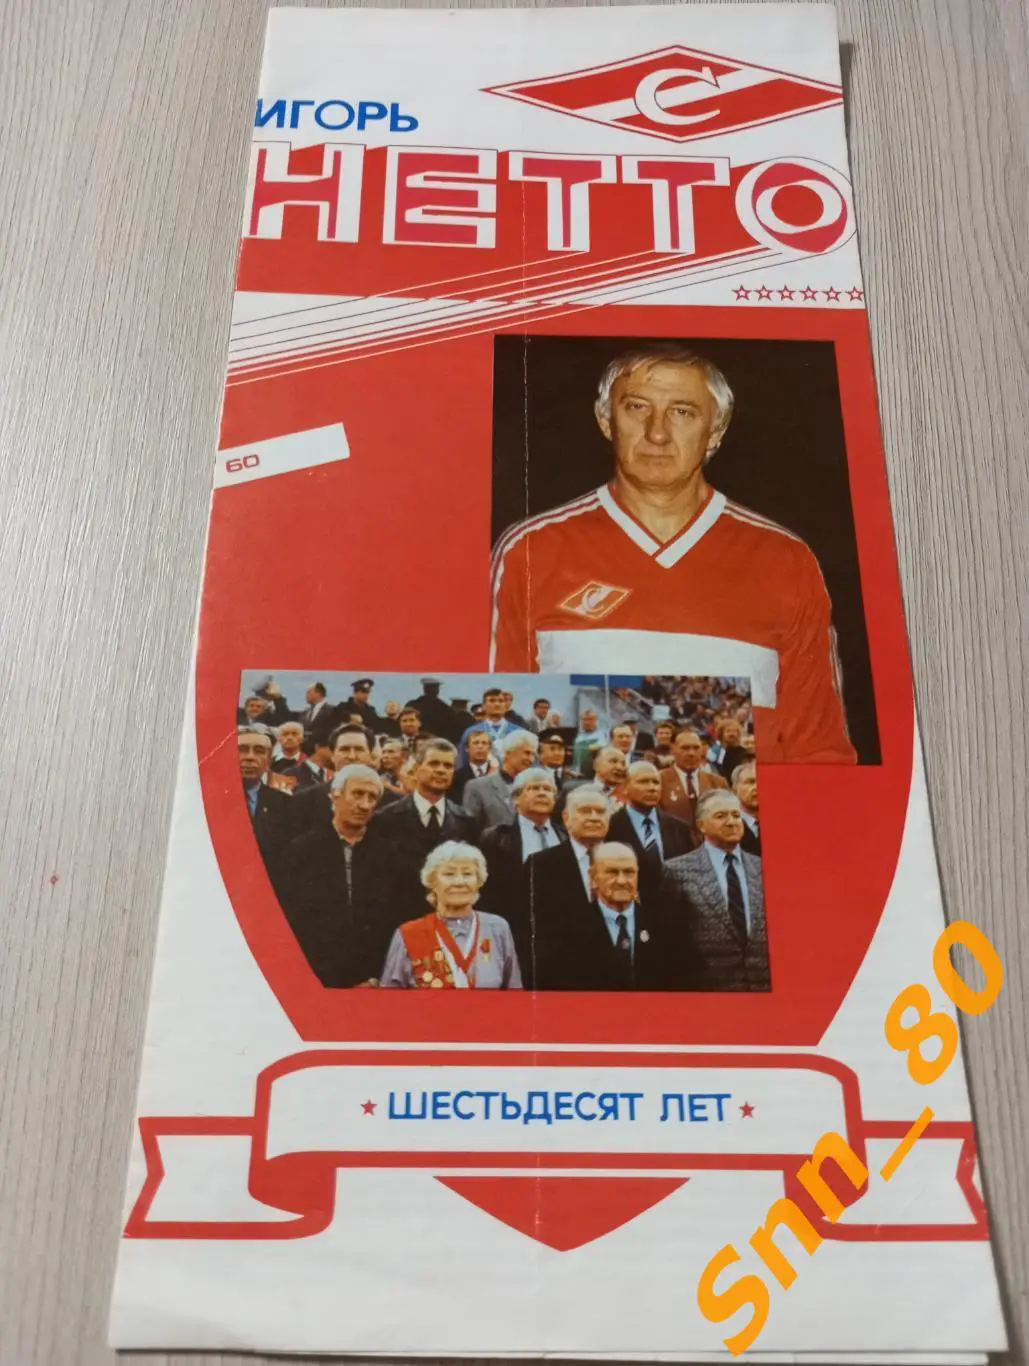 ИГОРЬ
С
НЕТТО
60
С
ШЕСТЬДЕСЯТ ЛЕТ
Snn_80